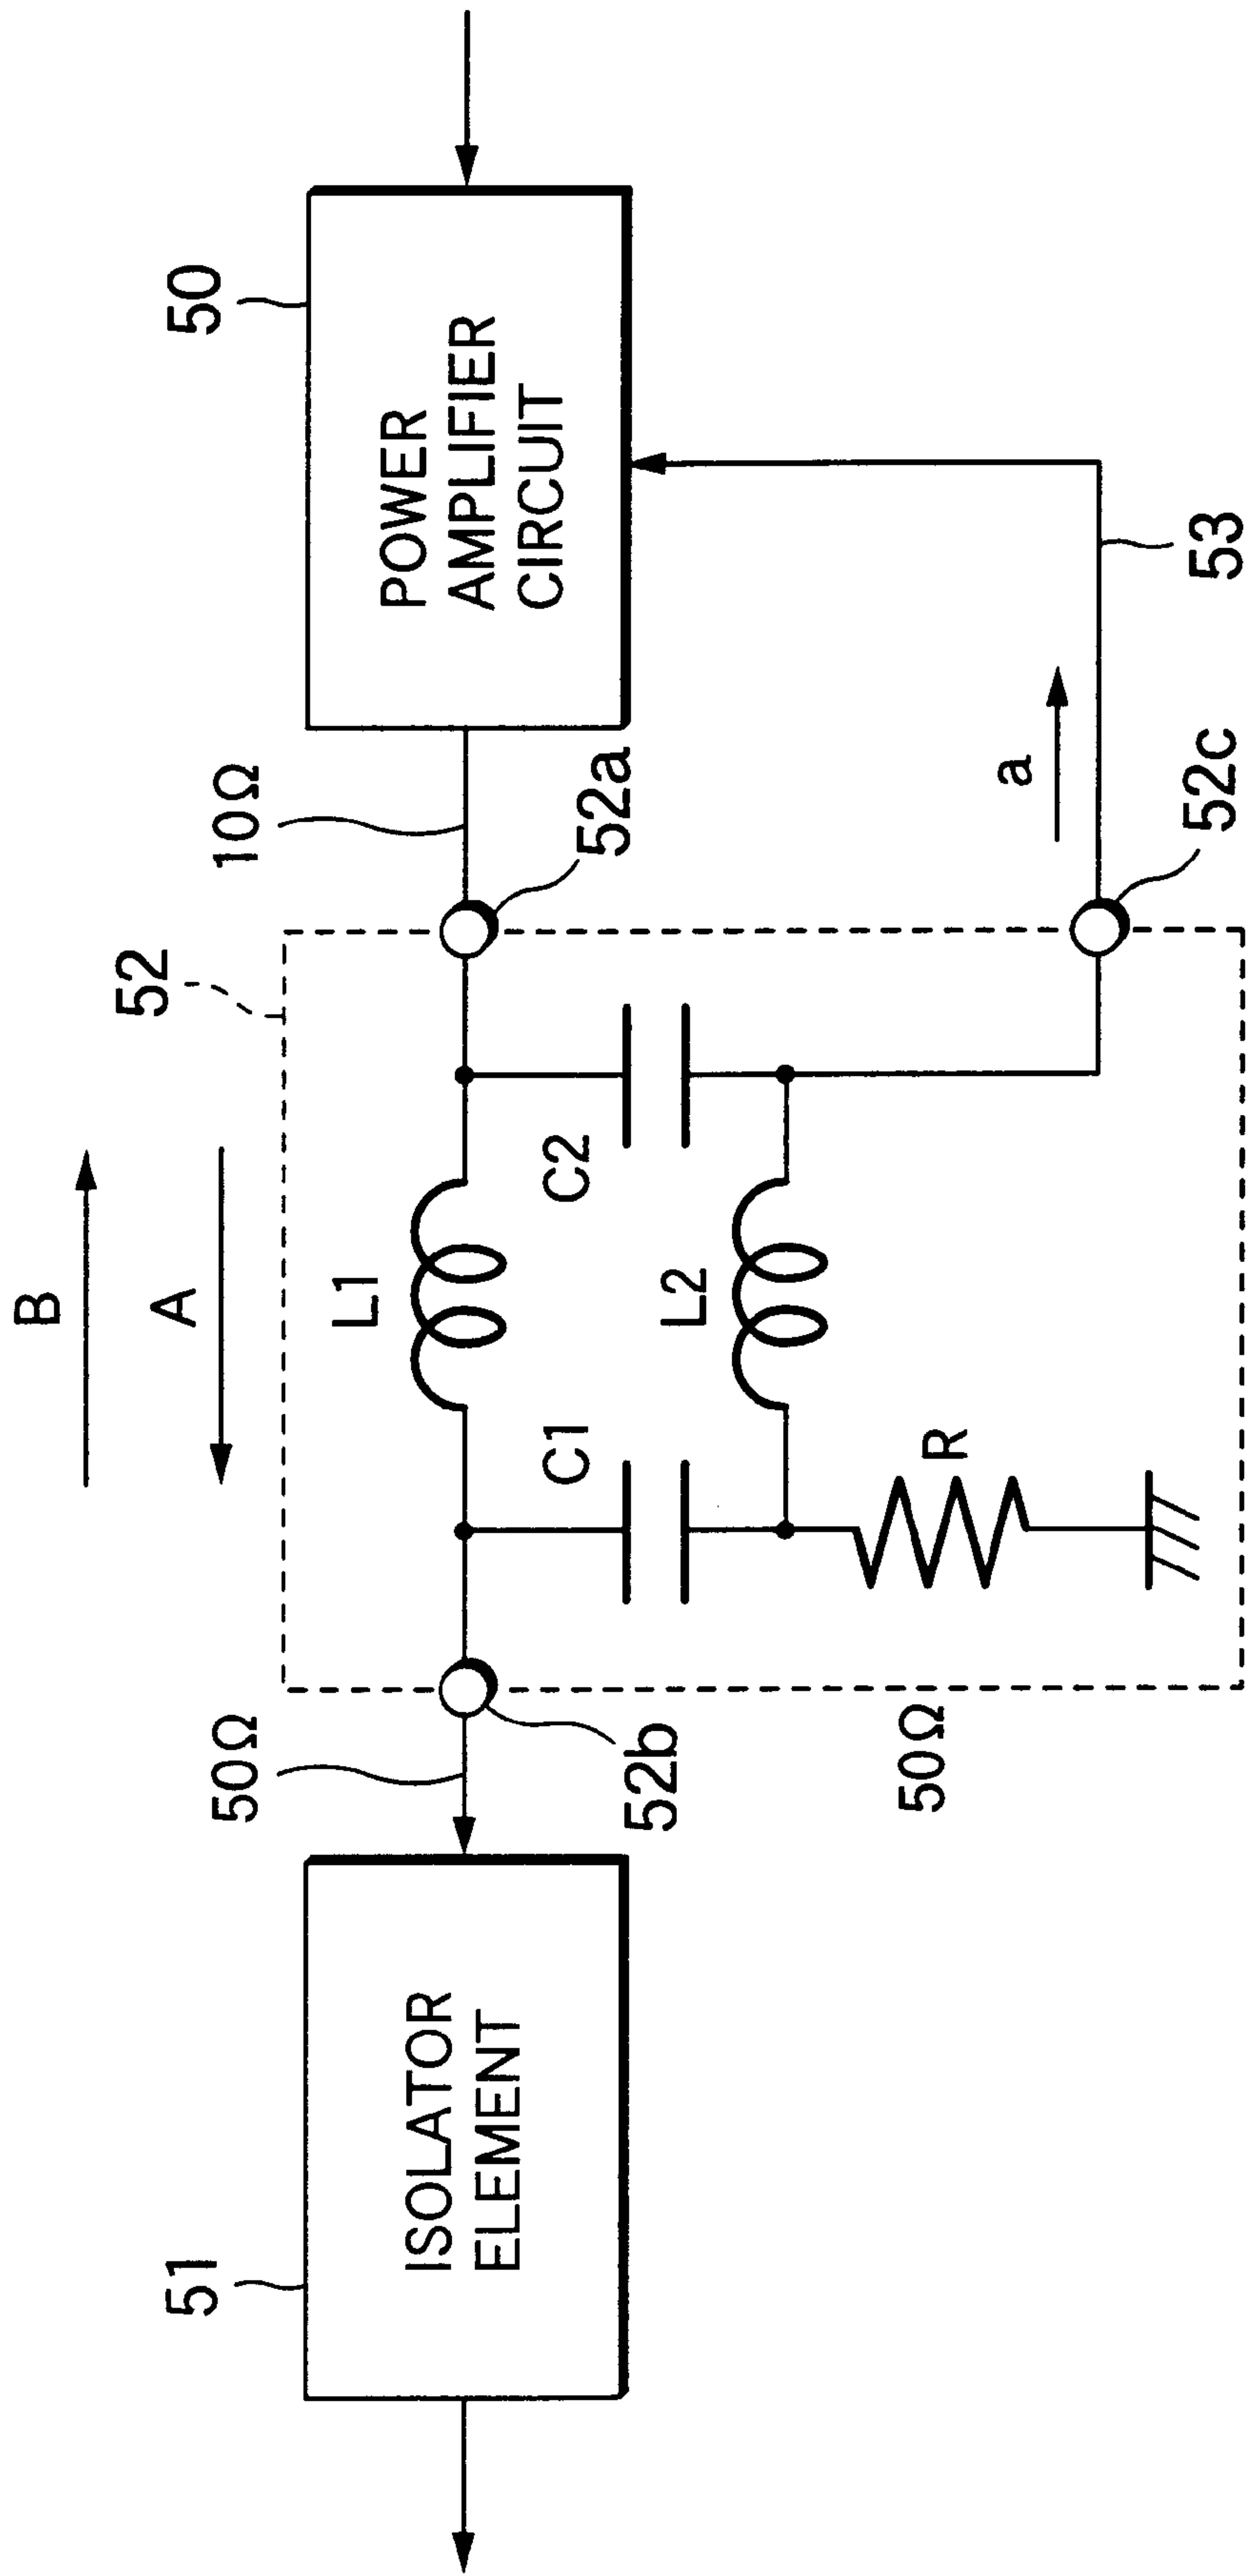 B
A
52
51
50Ω
10Ω
50
L1
ISOLATOR
ELEMENT
POWER
AMPLIFIER
CIRCUIT
C1
C2
52b
52a
L2
50Ω
R
a
52c
53